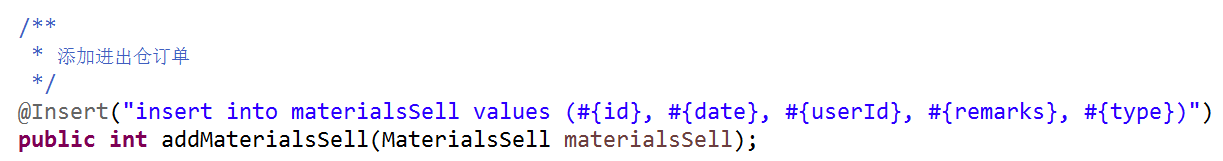 /**
 * 添加进出仓订单
 */
@Insert("insert into materialsSell values (#{id}, #{date}, #{userId}, #{remarks}, #{type})")
public int addMaterialsSell(MaterialsSell materialsSell);